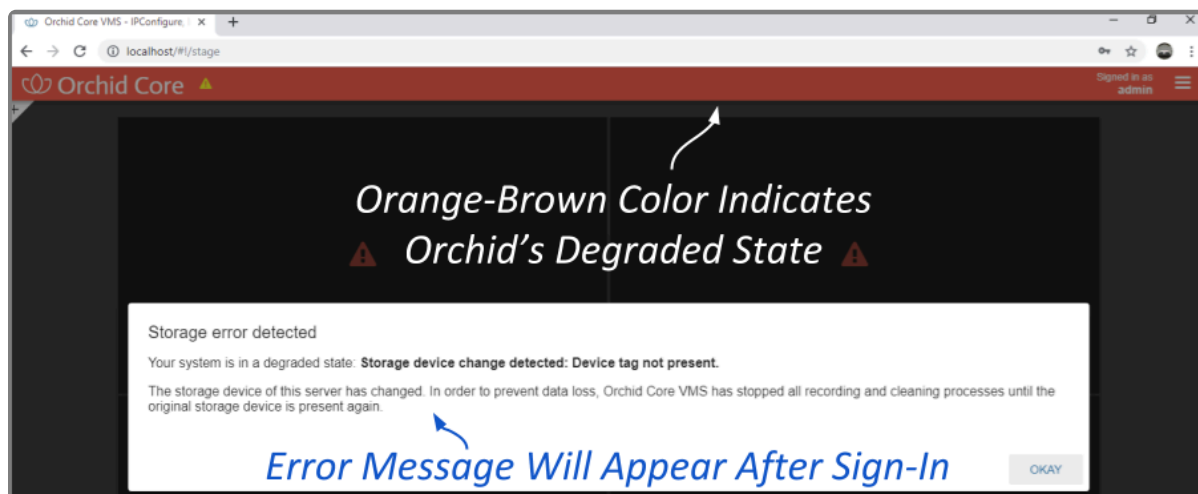 Orchid Core VMS - IPConfigure,
localhost/#!/stage
Orchid Core
Signed in as
admin
Orange-Brown Color Indicates
Orchid’s Degraded State
Storage error detected
Your system is in a degraded state: Storage device change detected: Device tag not present.
The storage device of this server has changed. In order to prevent data loss, Orchid Core VMS has stopped all recording and cleaning processes until the
original storage device is present again.
Error Message Will Appear After Sign-In
OKAY